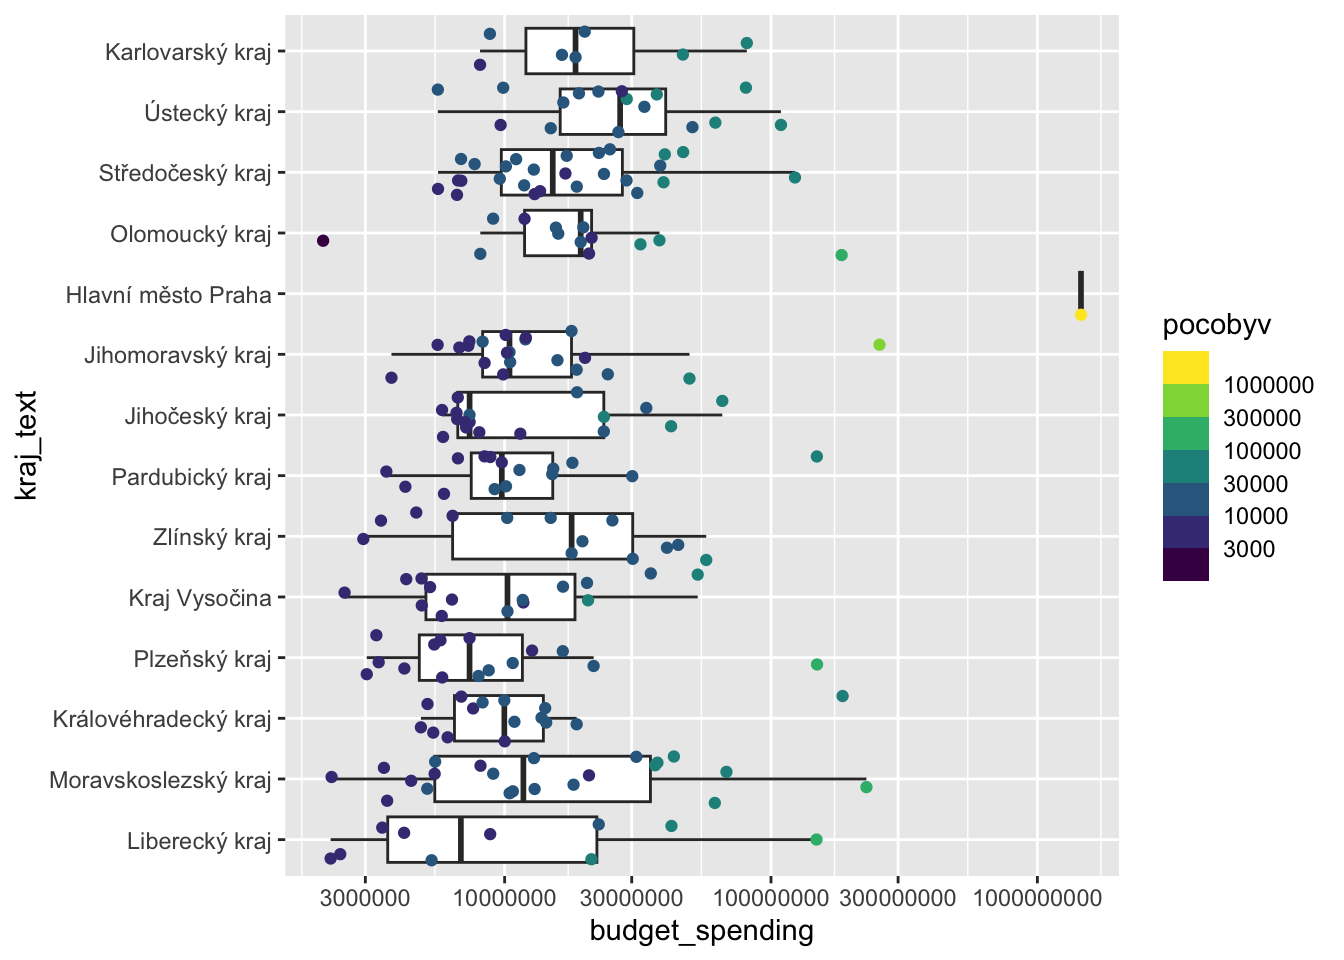 Karlovarský kraj
Ústecký kraj
Středočeský kraj
Olomoucký kraj
Hlavní město Praha
Jihomoravský kraj
Jihočeský kraj
Pardubický kraj
Zlínský kraj
Kraj Vysočina
Plzeňský kraj
Královéhradecký kraj
Moravskoslezský kraj
Liberecký kraj
kraj_text
3000000 10000000 30000000 100000000 300000000 1000000000
budget_spending
pocobyv
1000000
300000
100000
30000
10000
3000